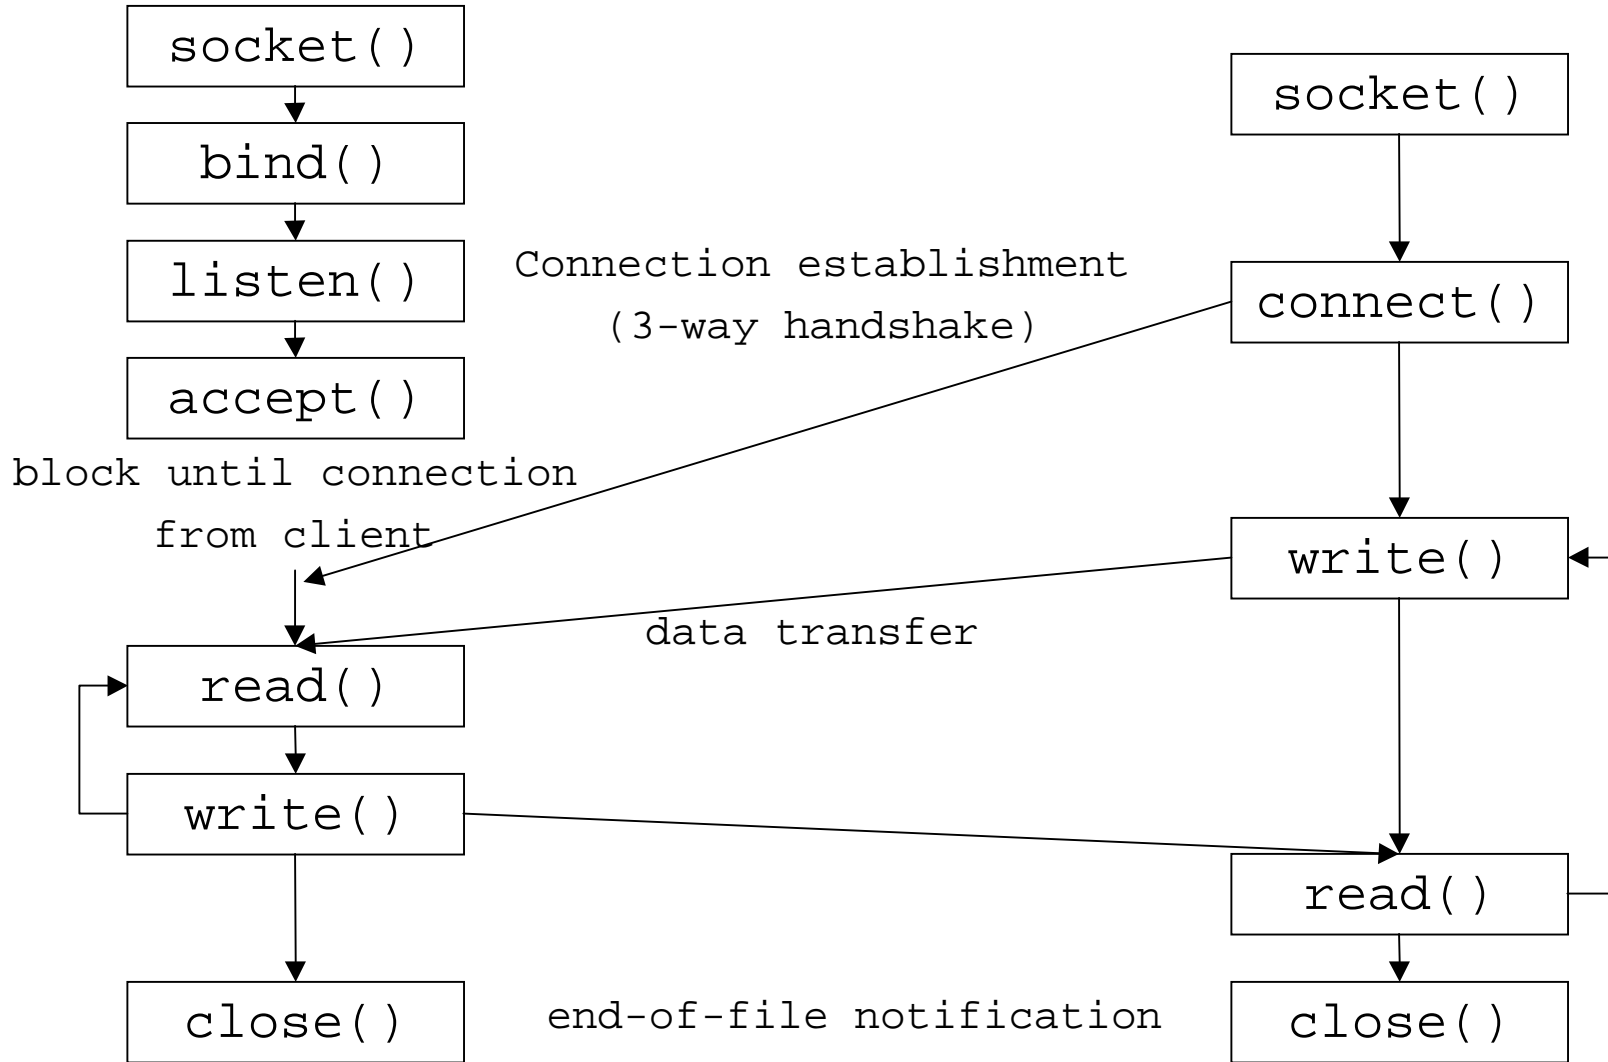 socket()
bind()
listen()
accept()
block until connection
from client
read()
write()
close()
Connection establishment
(3-way handshake)
data transfer
end-of-file notification
socket()
connect()
write()
read()
close()